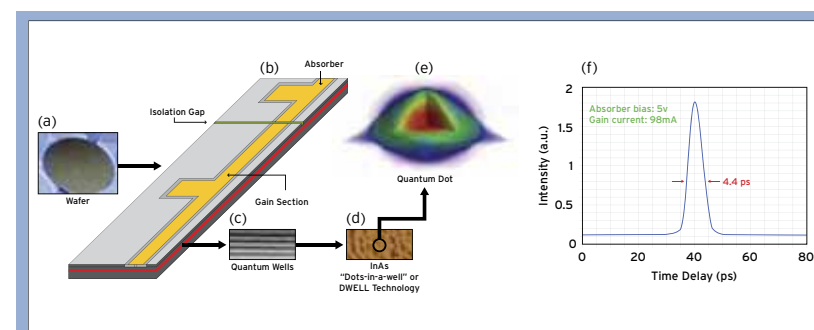 (a)
Wafer
(b)
Absorber
Isolation Gap
Gain Section
(c)
Quantum Wells
(d)
InAs
“Dots-in-a-well” or
DWELL Technology
(e)
Quantum Dot
(f)
Absorber bias: 5v
Gain current: 98mA
4.4 ps
Intensity (a.u.)
2
1.5
1
0.5
0
0 20 40 60 80
Time Delay (ps)